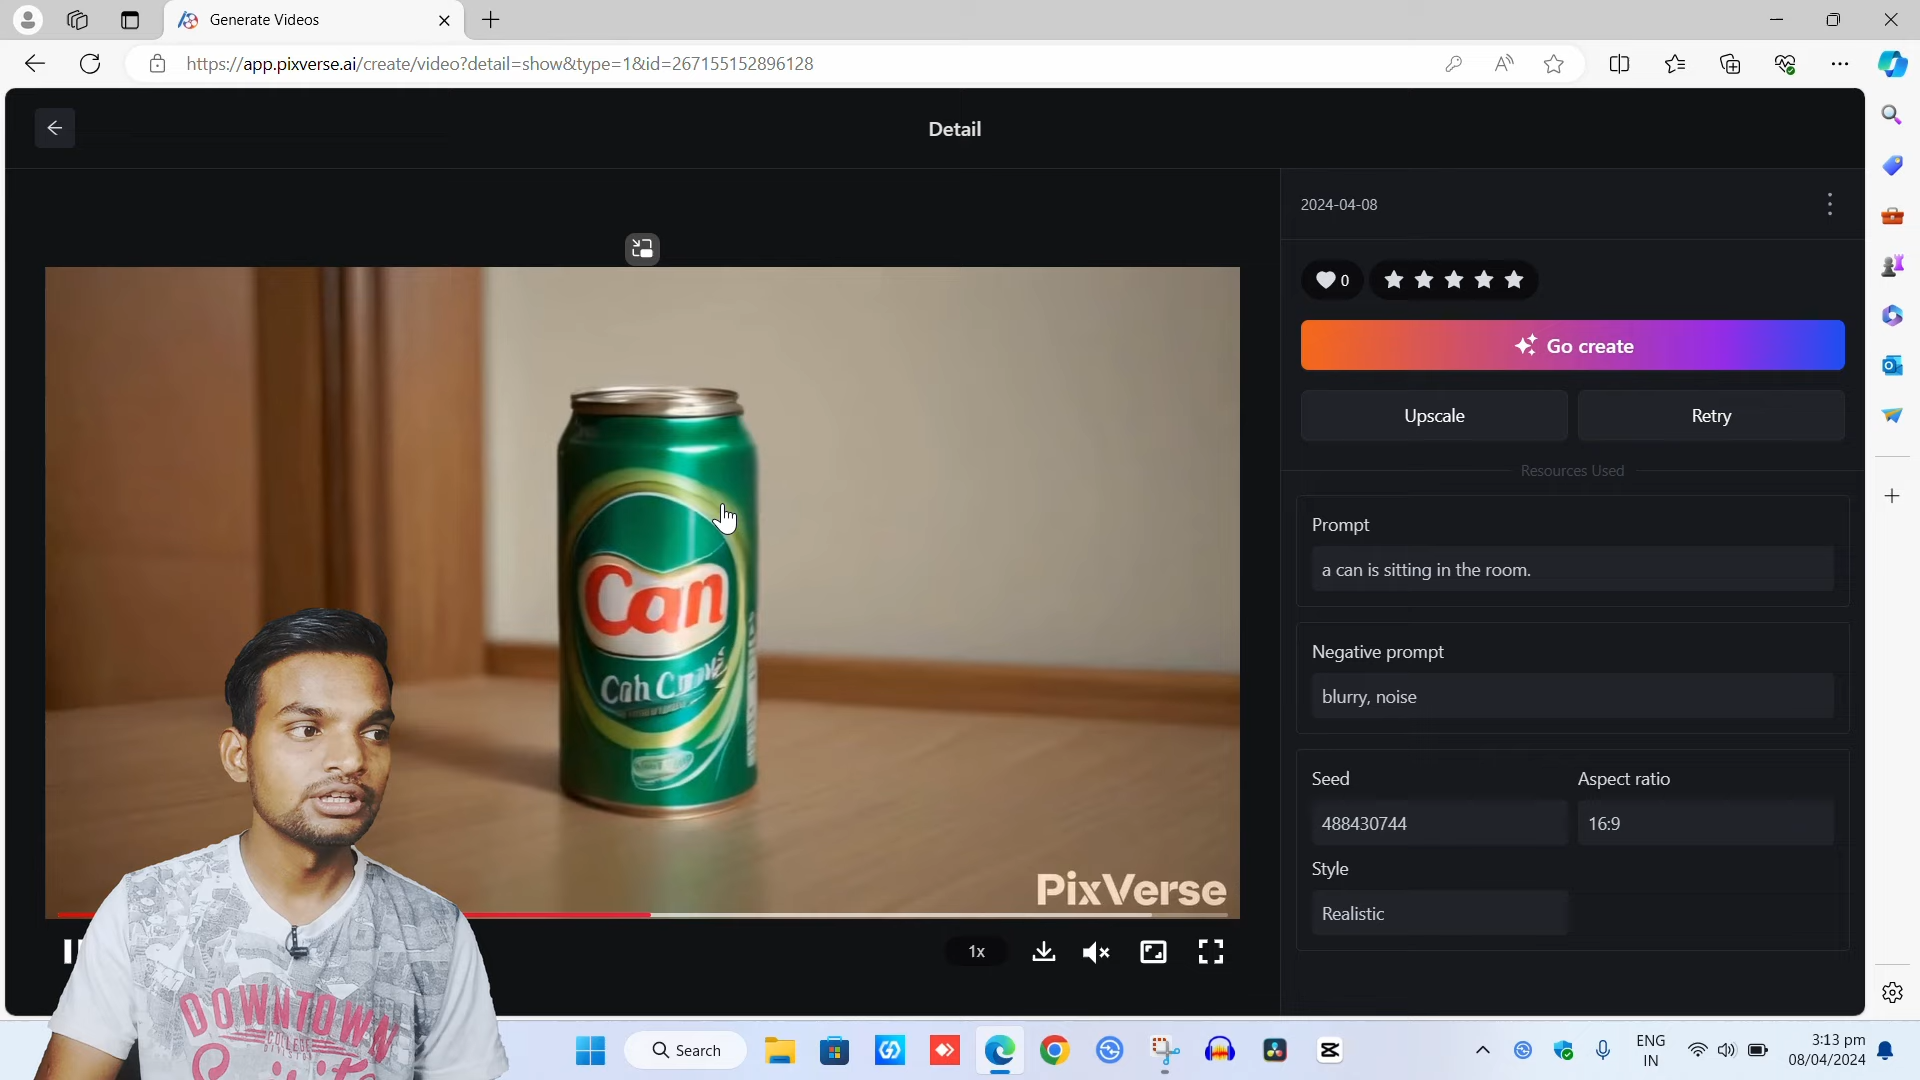 Generate Videos
https://app.pixverse.ai/create/video?detail=show&type=1&id=267155152896128
Detail
2024-04-08
0
Go create
Upscale
Retry
Resources Used
Prompt
a can is sitting in the room.
Negative prompt
blurry, noise
Seed
Aspect ratio
488430744
16:9
Style
Realistic
Can
PixVerse
1x
DOWNTOWN
COLLEGE
DIVISION
Search
ENG
IN
3:13 pm
08/04/2024